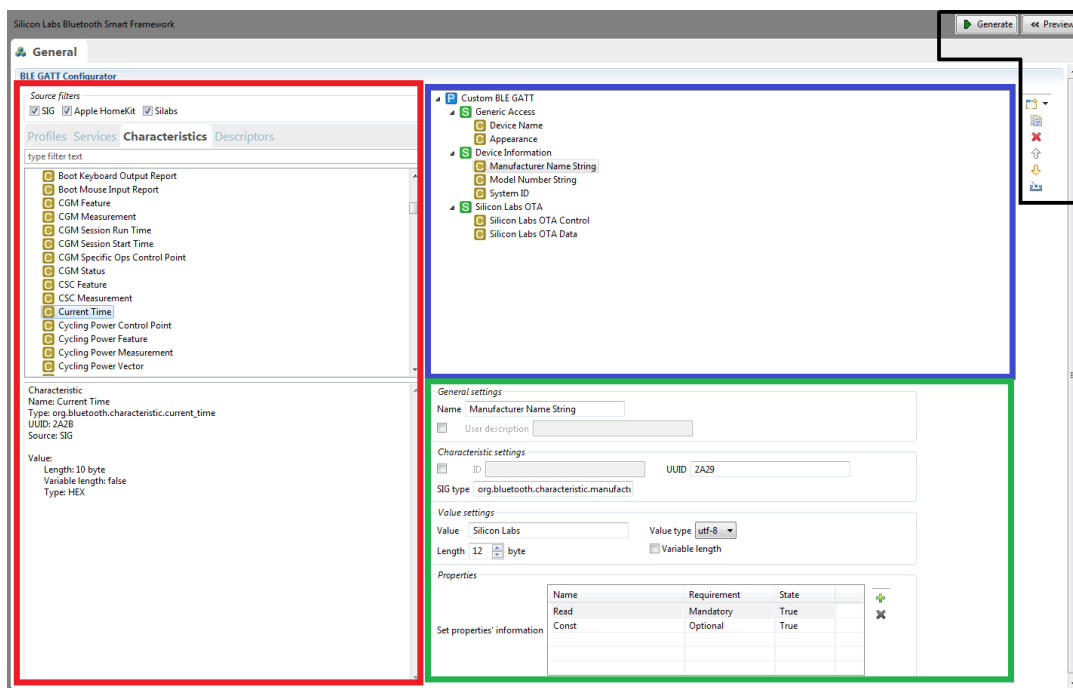 Silicon Labs Bluetooth Smart Framework
Generate
Preview
General
BLE GATT Configurator
Source filters
SIG Apple HomeKit Silabs
Profiles Services Characteristics Descriptors
type filter text
C Boot Keyboard Output Report
C Boot Mouse Input Report
C CGM Feature
C CGM Measurement
C CGM Session Run Time
C CGM Session Start Time
C CGM Specific Ops Control Point
C CGM Status
C CSC Feature
C CSC Measurement
C Current Time
C Cycling Power Control Point
C Cycling Power Feature
C Cycling Power Measurement
C Cycling Power Vector
Characteristic
Name: Current Time
Type: org.bluetooth.characteristic.current_time
UUID: 2A2B
Source: SIG
Value:
Length: 10 byte
Variable length: false
Type: HEX
P Custom BLE GATT
S Generic Access
C Device Name
C Appearance
S Device Information
C Manufacturer Name String
C Model Number String
C System ID
S Silicon Labs OTA
C Silicon Labs OTA Control
C Silicon Labs OTA Data
General settings
Name Manufacturer Name String
User description
Characteristic settings
ID UUID 2A29
SIG type org.bluetooth.characteristic.manufactu
Value settings
Value Silicon Labs Value type utf-8
Length 12 byte Variable length
Properties
Name Requirement State
Read Mandatory True
Const Optional True
Set properties' information